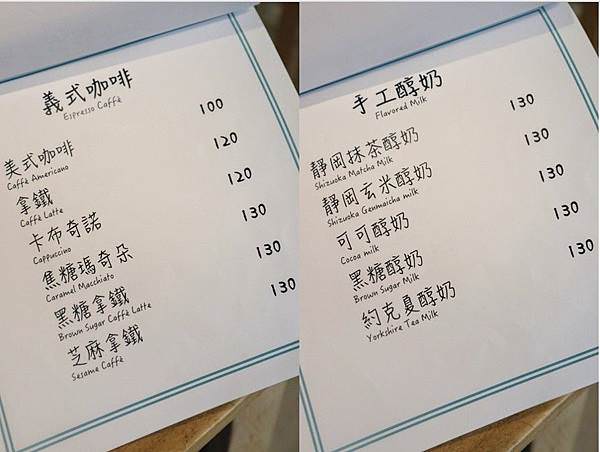 義式咖啡
Espresso Caffè
美式咖啡 100
Caffè Americano
拿鐵 120
Caffè Latte
卡布奇諾 120
Cappuccino
焦糖瑪奇朵 130
Caramel Macchiato
黑糖拿鐵 130
Brown Sugar Caffè Latte
芝麻拿鐵 130
Sesame Caffè
手工醇奶
Flavored Milk
靜岡抹茶醇奶 130
Shizuoka Matcha Milk
靜岡玄米醇奶 130
Shizuoka Genmaicha milk
可可醇奶 130
Cocoa milk
黑糖醇奶 130
Brown Sugar Milk
約克夏醇奶 130
Yorkshire Tea Milk